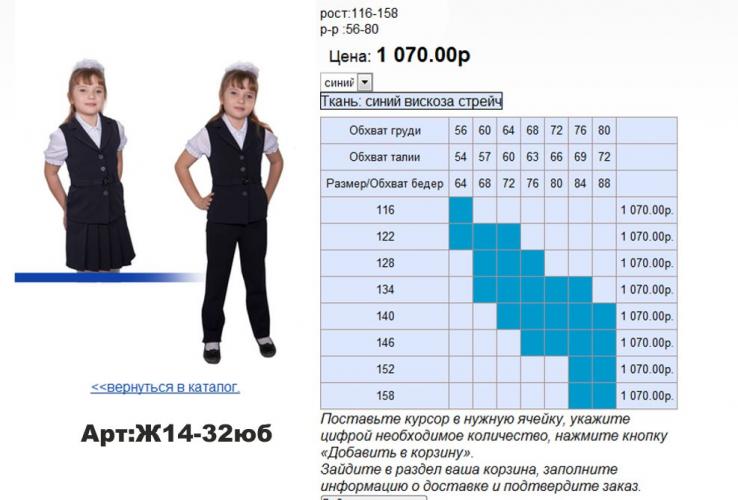 рост:116-158
р-р :56-80
Цена: 1 070.00р
синий
Ткань: синий вискоза стрейч
Обхват груди 56 60 64 68 72 76 80
Обхват талии 54 57 60 63 66 69 72
Размер/Обхват бедер 64 68 72 76 80 84 88
116 1 070.00р.
122 1 070.00р.
128 1 070.00р.
134 1 070.00р.
140 1 070.00р.
146 1 070.00р.
152 1 070.00р.
158 1 070.00р.
<<вернуться в каталог.
Арт:Ж14-32юб
Поставьте курсор в нужную ячейку, укажите
цифрой необходимое количество, нажмите кнопку
«Добавить в корзину».
Зайдите в раздел ваша корзина, заполните
информацию о доставке и подтвердите заказ.